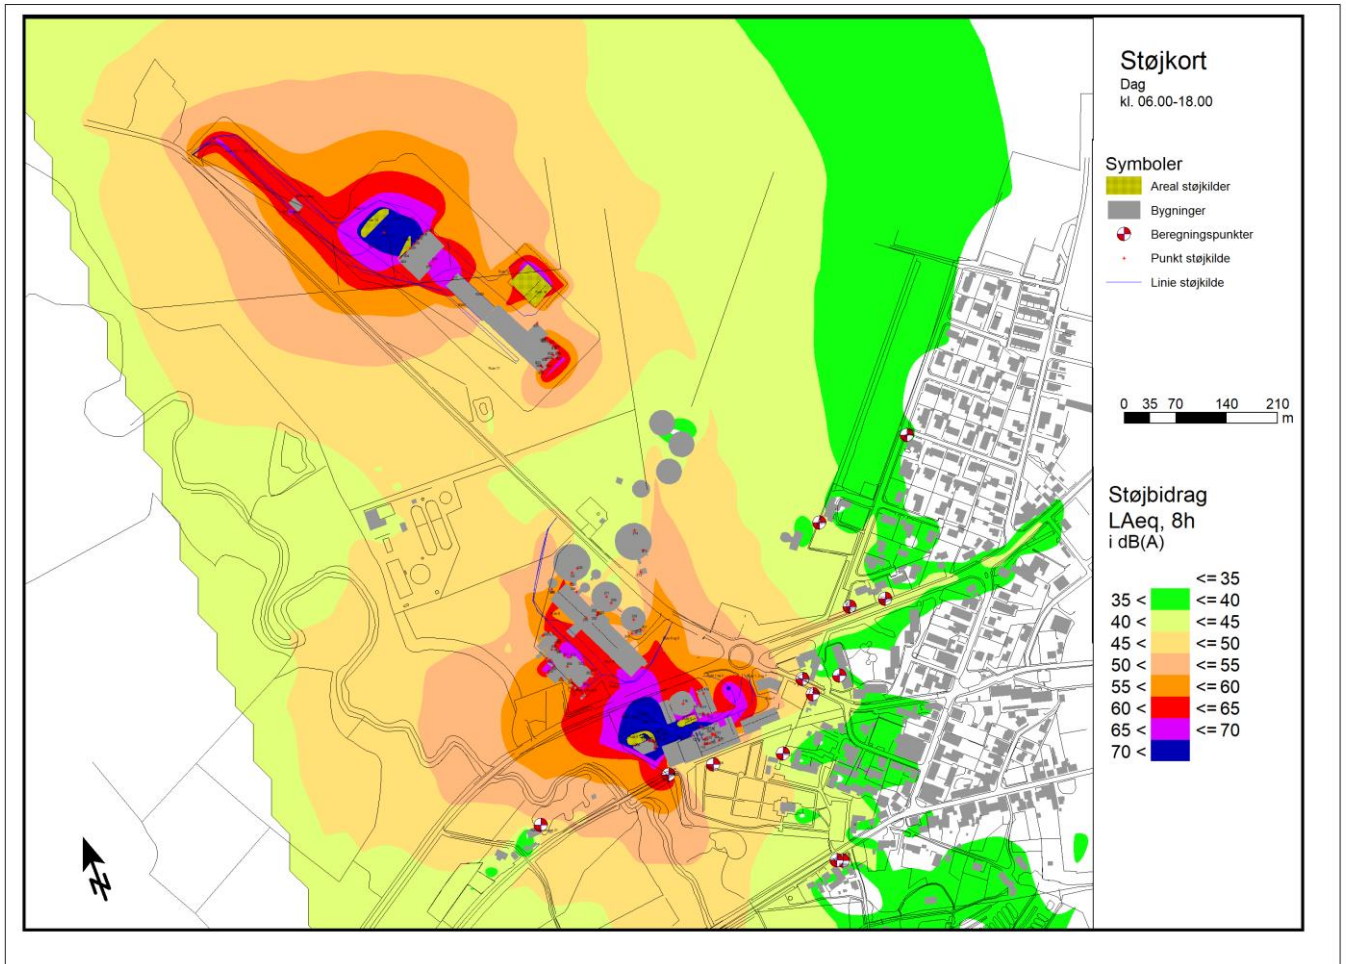 Støjkort
Dag
kl. 06.00-18.00
Symboler
Areal støjkilder
Bygninger
Beregningspunkter
Punkt støjkilde
Linie støjkilde
0 35 70 140 210
m
Støjbidrag
LAeq, 8h
i dB(A)
<= 35
35 < <= 40
40 < <= 45
45 < <= 50
50 < <= 55
55 < <= 60
60 < <= 65
65 < <= 70
70 <
N